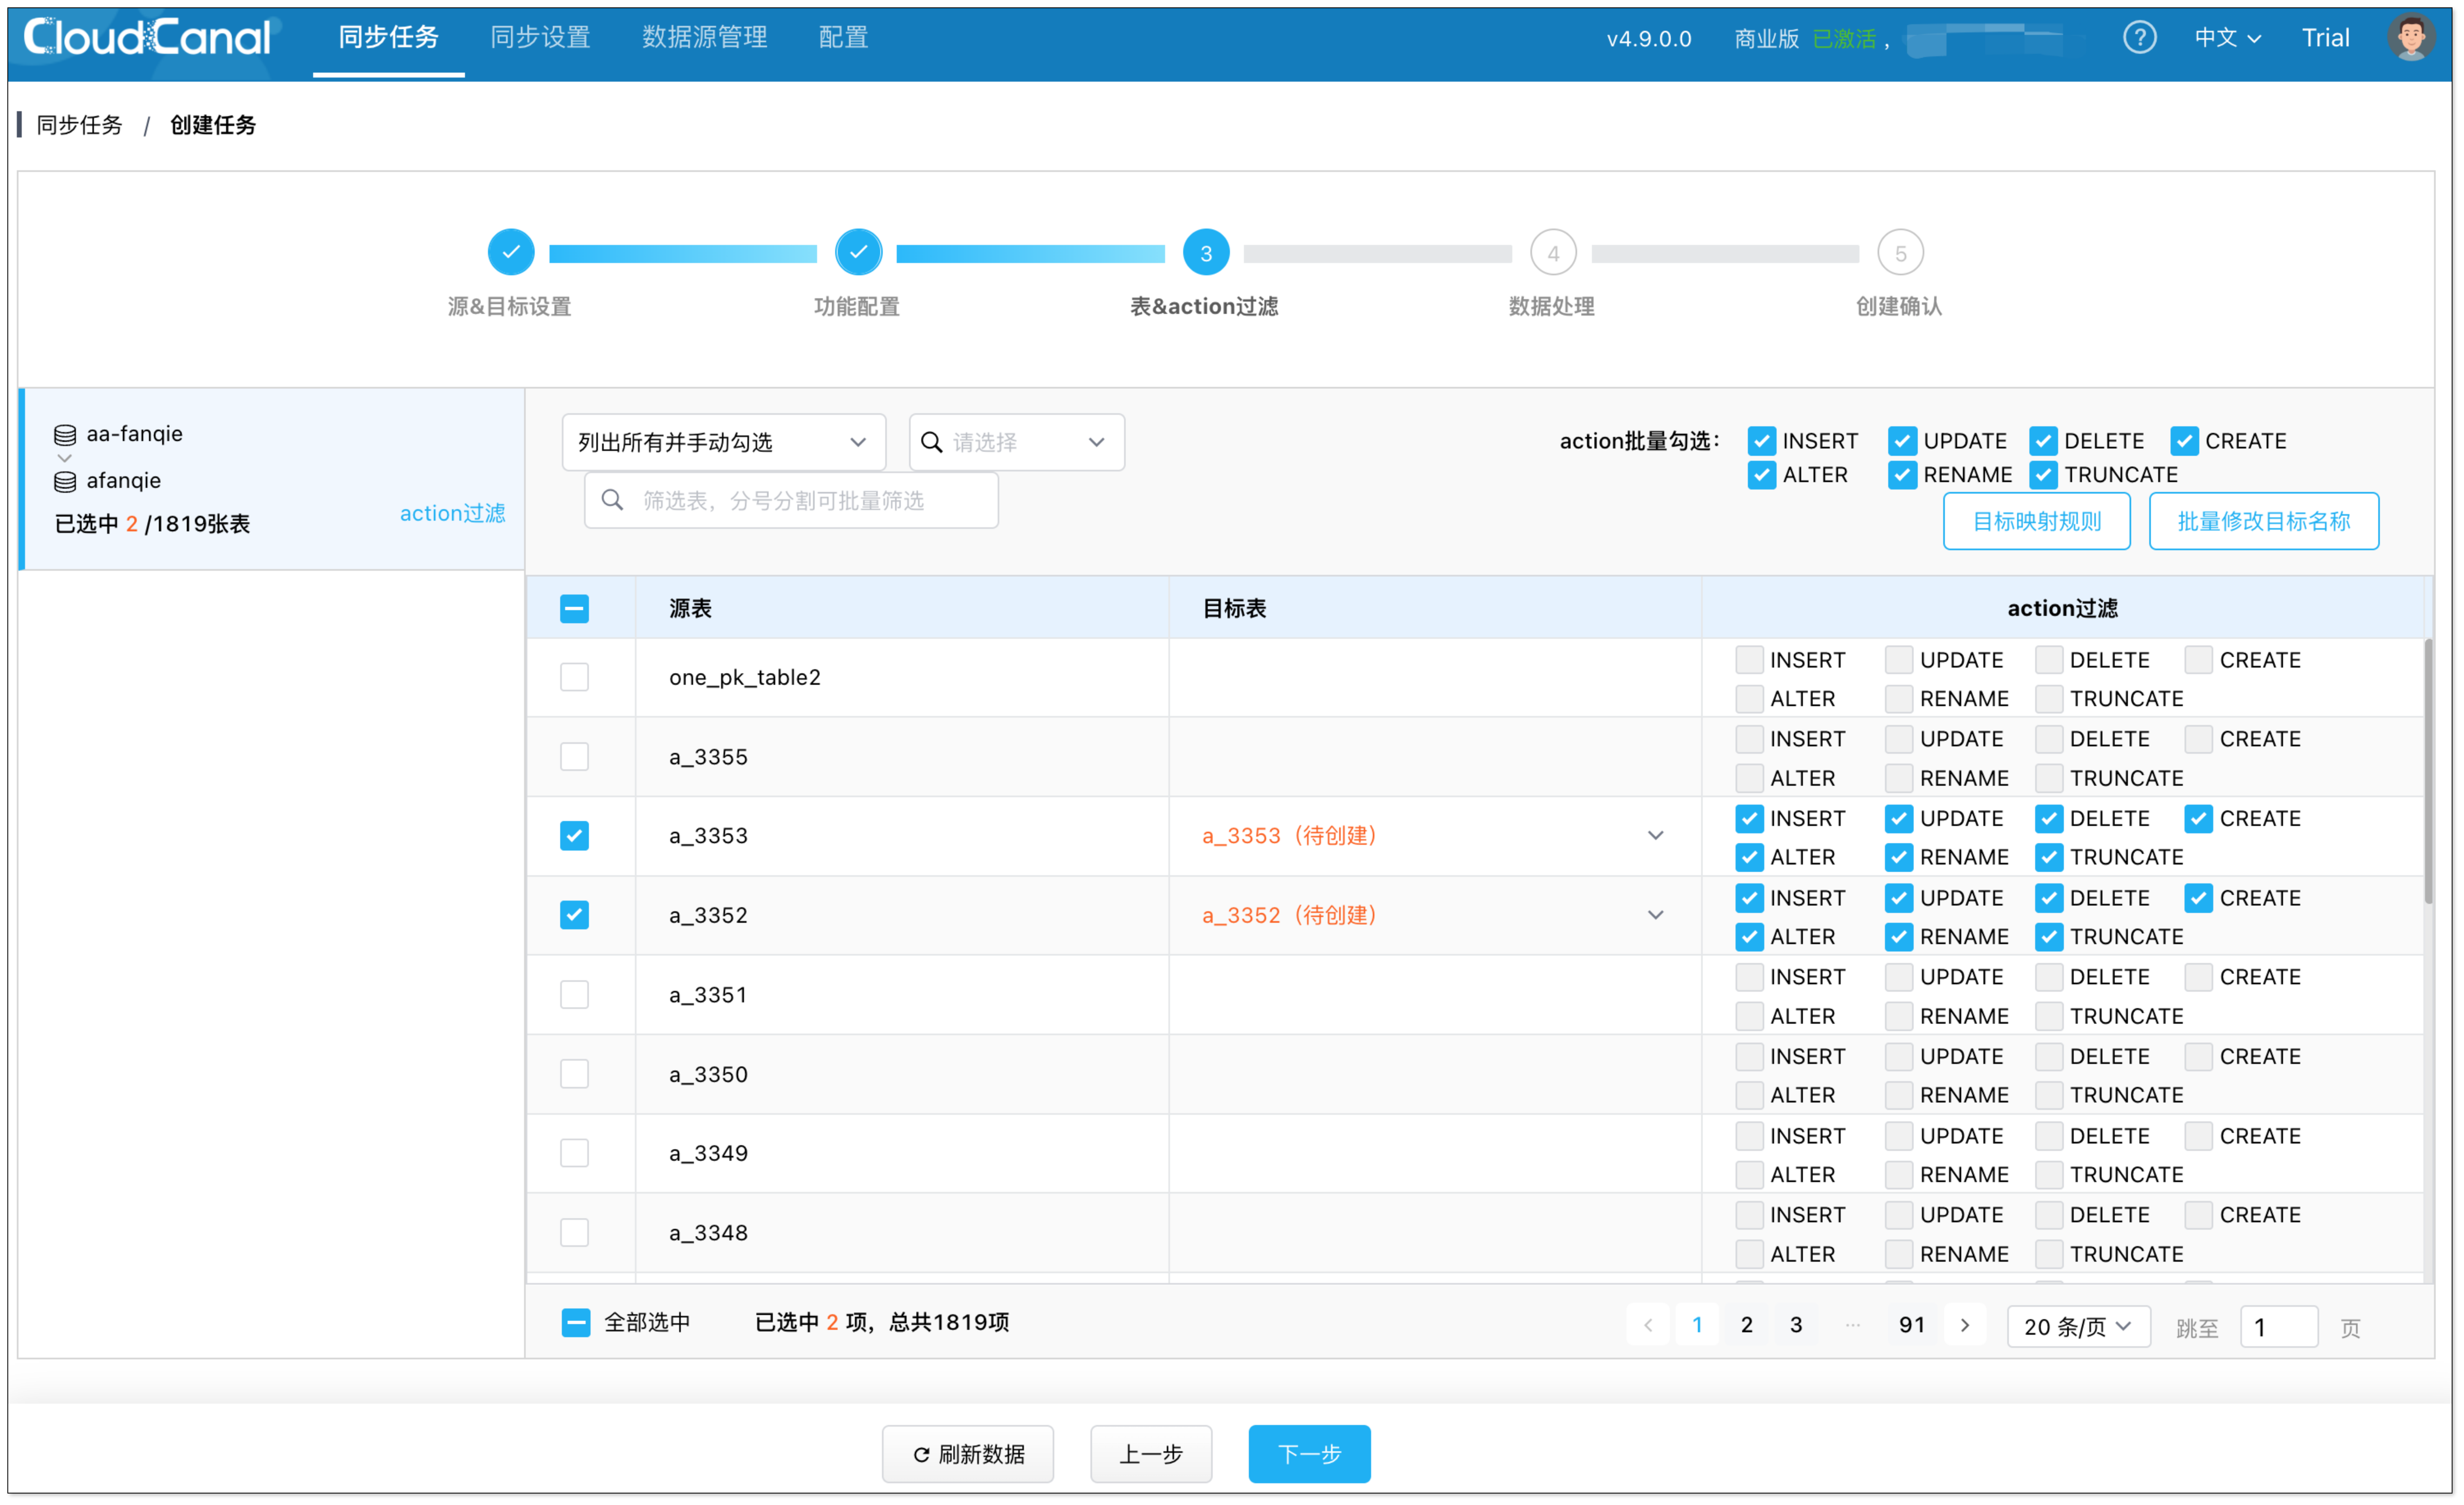 CloudCanal 同步任务 同步设置 数据源管理 配置 v4.9.0.0 商业版 已激活， ? 中文 Trial
同步任务 / 创建任务
3 4 5
源&目标设置 功能配置 表&action过滤 数据处理 创建确认
aa-fanqie
afanqie
已选中 2 /1819张表 action过滤
列出所有并手动勾选 请选择
筛选表，分号分割可批量筛选
action批量勾选： INSERT UPDATE DELETE CREATE
ALTER RENAME TRUNCATE
目标映射规则 批量修改目标名称
源表 目标表 action过滤
one_pk_table2 INSERT UPDATE DELETE CREATE
ALTER RENAME TRUNCATE
a_3355 INSERT UPDATE DELETE CREATE
ALTER RENAME TRUNCATE
a_3353 a_3353（待创建） INSERT UPDATE DELETE CREATE
ALTER RENAME TRUNCATE
a_3352 a_3352（待创建） INSERT UPDATE DELETE CREATE
ALTER RENAME TRUNCATE
a_3351 INSERT UPDATE DELETE CREATE
ALTER RENAME TRUNCATE
a_3350 INSERT UPDATE DELETE CREATE
ALTER RENAME TRUNCATE
a_3349 INSERT UPDATE DELETE CREATE
ALTER RENAME TRUNCATE
a_3348 INSERT UPDATE DELETE CREATE
ALTER RENAME TRUNCATE
全部选中 已选中 2 项，总共1819项 1 2 3 ··· 91 20 条/页 跳至 1 页
刷新数据 上一步 下一步